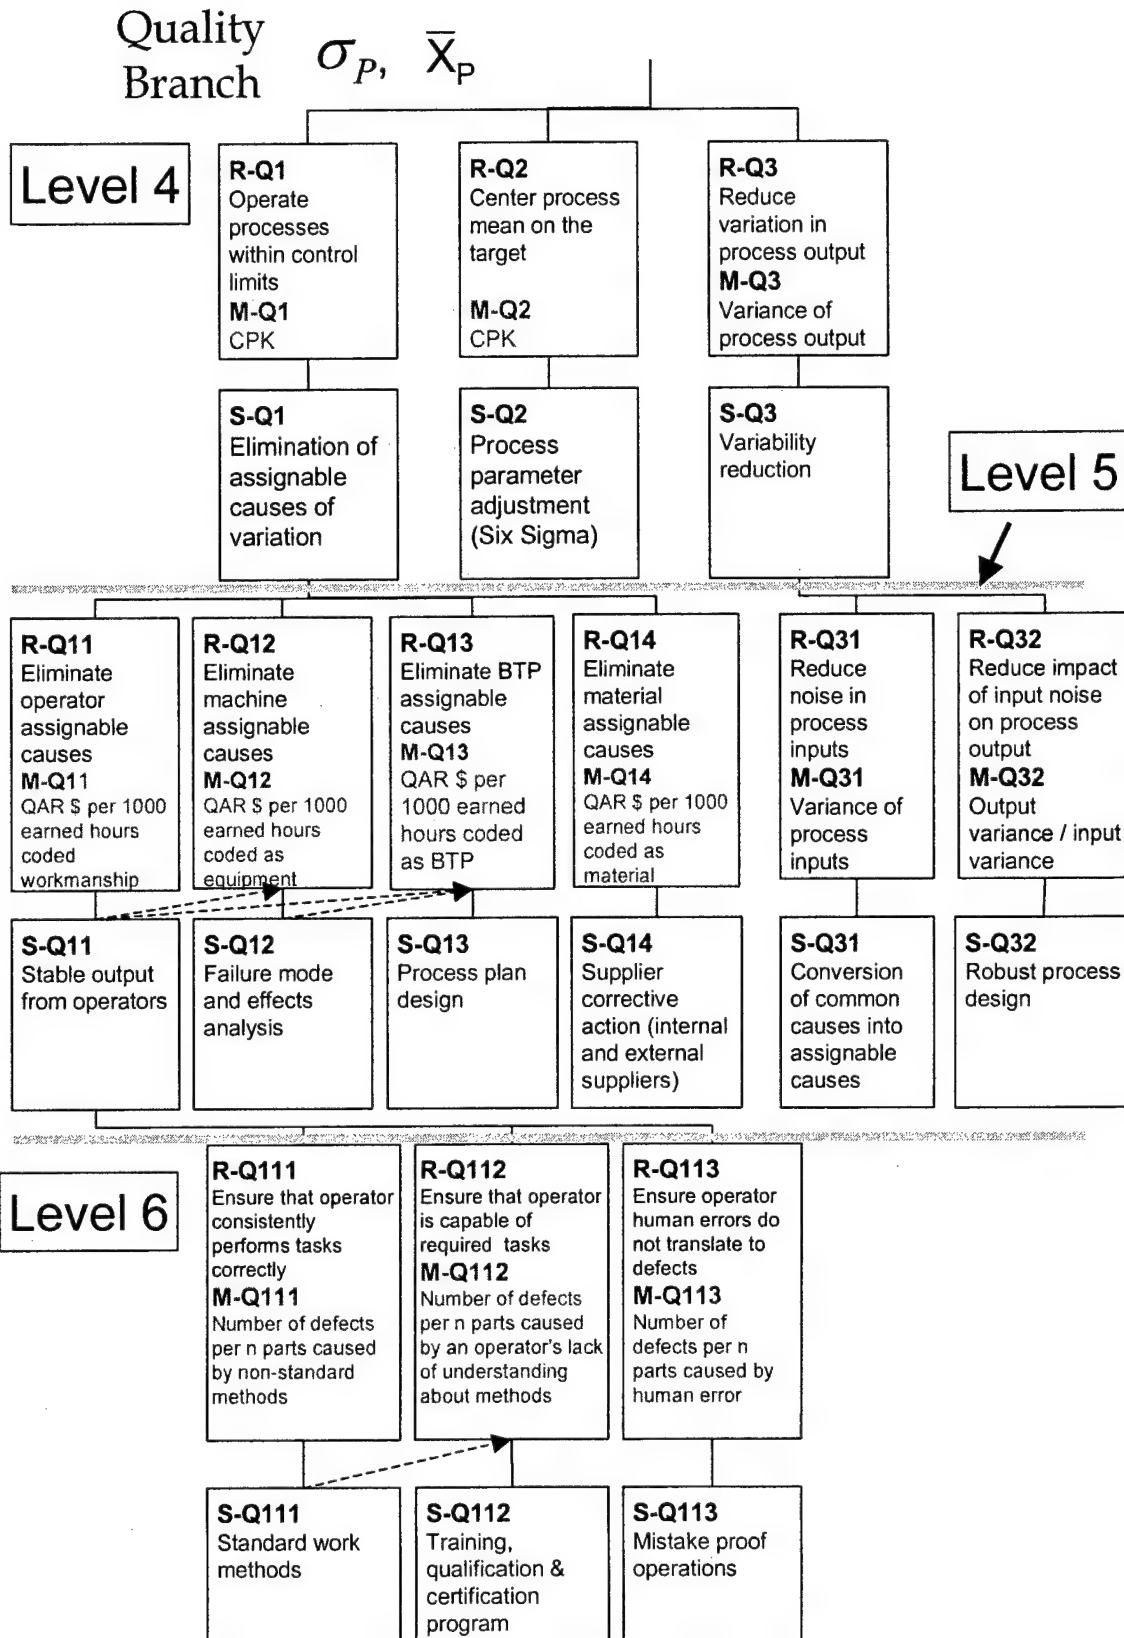 Quality
Branch
σ_P, X̄_P
Level 4
R-Q1
Operate
processes
within control
limits
M-Q1
CPK
R-Q2
Center process
mean on the
target
M-Q2
CPK
R-Q3
Reduce
variation in
process output
M-Q3
Variance of
process output
S-Q1
Elimination of
assignable
causes of
variation
S-Q2
Process
parameter
adjustment
(Six Sigma)
S-Q3
Variability
reduction
Level 5
R-Q11
Eliminate
operator
assignable
causes
M-Q11
QAR $ per 1000
earned hours
coded
workmanship
R-Q12
Eliminate
machine
assignable
causes
M-Q12
QAR $ per 1000
earned hours
coded as
equipment
R-Q13
Eliminate BTP
assignable
causes
M-Q13
QAR $ per
1000 earned
hours coded
as BTP
R-Q14
Eliminate
material
assignable
causes
M-Q14
QAR $ per 1000
earned hours
coded as
material
R-Q31
Reduce
noise in
process
inputs
M-Q31
Variance of
process
inputs
R-Q32
Reduce impact
of input noise
on process
output
M-Q32
Output
variance / input
variance
S-Q11
Stable output
from operators
S-Q12
Failure mode
and effects
analysis
S-Q13
Process plan
design
S-Q14
Supplier
corrective
action (internal
and external
suppliers)
S-Q31
Conversion
of common
causes into
assignable
causes
S-Q32
Robust process
design
Level 6
R-Q111
Ensure that operator
consistently
performs tasks
correctly
M-Q111
Number of defects
per n parts caused
by non-standard
methods
R-Q112
Ensure that operator
is capable of
required tasks
M-Q112
Number of defects
per n parts caused
by an operator's lack
of understanding
about methods
R-Q113
Ensure operator
human errors do
not translate to
defects
M-Q113
Number of
defects per n
parts caused by
human error
S-Q111
Standard work
methods
S-Q112
Training,
qualification &
certification
program
S-Q113
Mistake proof
operations